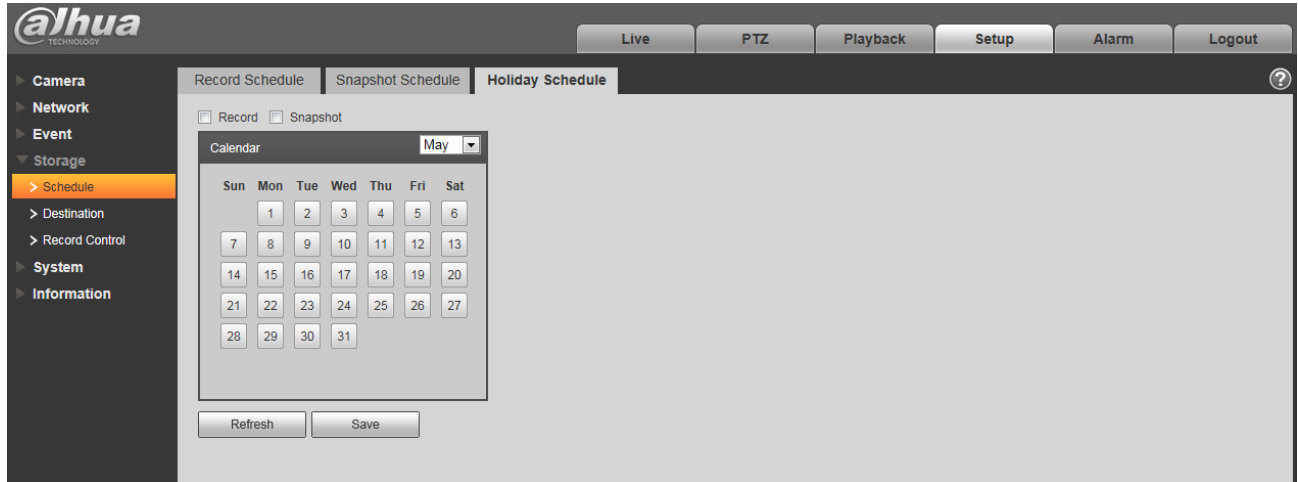 alhua
TECHNOLOGY
Live PTZ Playback Setup Alarm Logout
Camera
Network
Event
Storage
> Schedule
> Destination
> Record Control
System
Information
Record Schedule Snapshot Schedule Holiday Schedule ?
Record Snapshot
Calendar May
Sun Mon Tue Wed Thu Fri Sat
1 2 3 4 5 6
7 8 9 10 11 12 13
14 15 16 17 18 19 20
21 22 23 24 25 26 27
28 29 30 31
Refresh Save